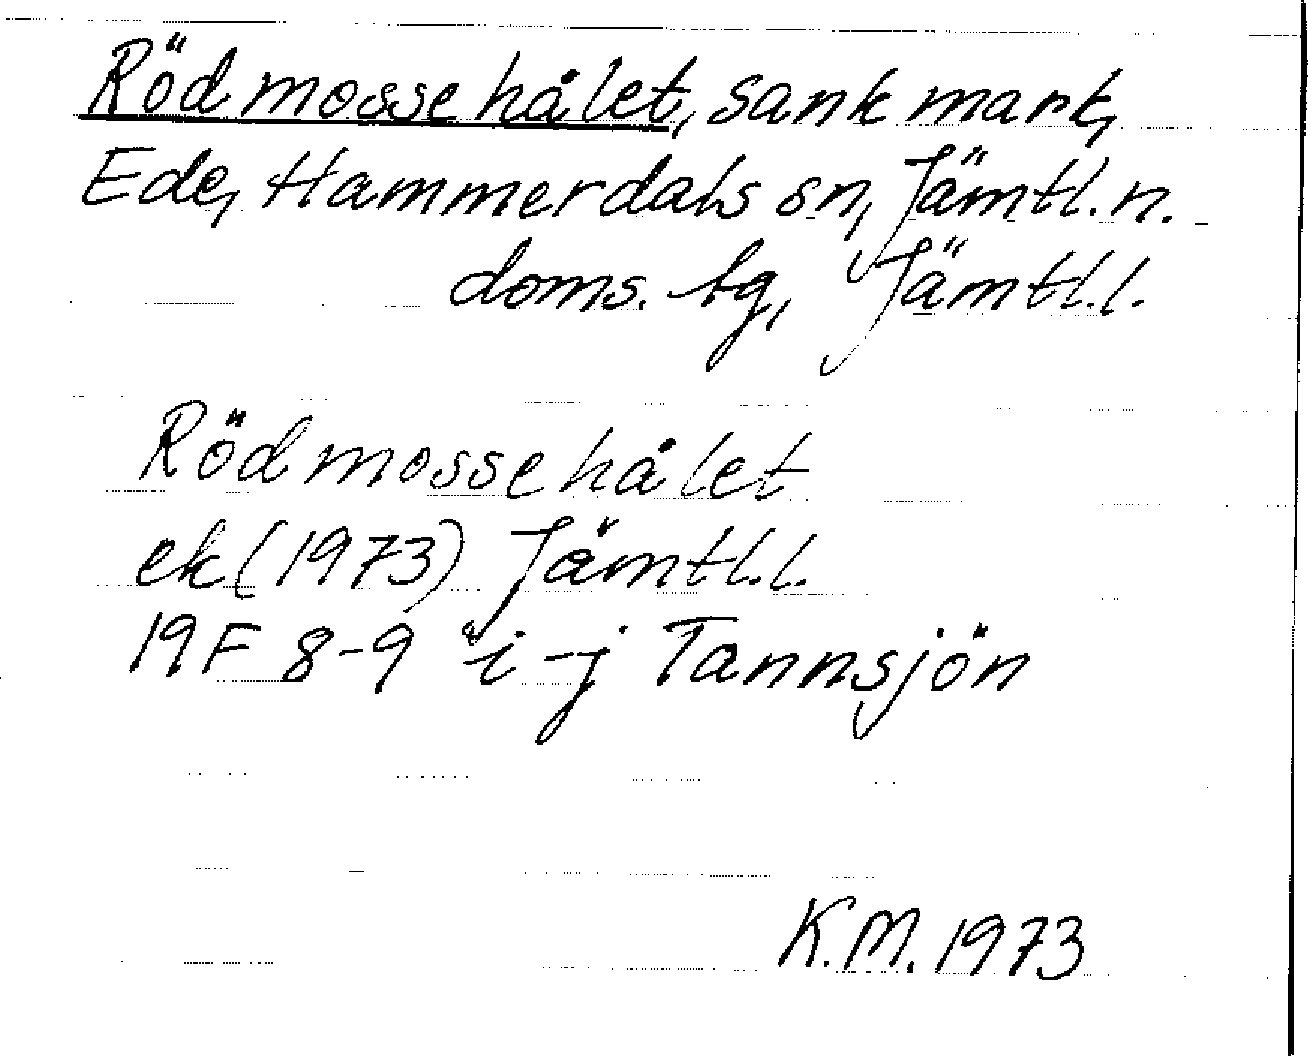 Rödmossehålet, sank mark,
Ede, Hammerdals sn, Jämtl. n.
doms. tg, Jämtl.l.
Rödmossehålet
ek (1973) Jämtl.l.
19F 8-9 i-j Tannsjön
K.M. 1973